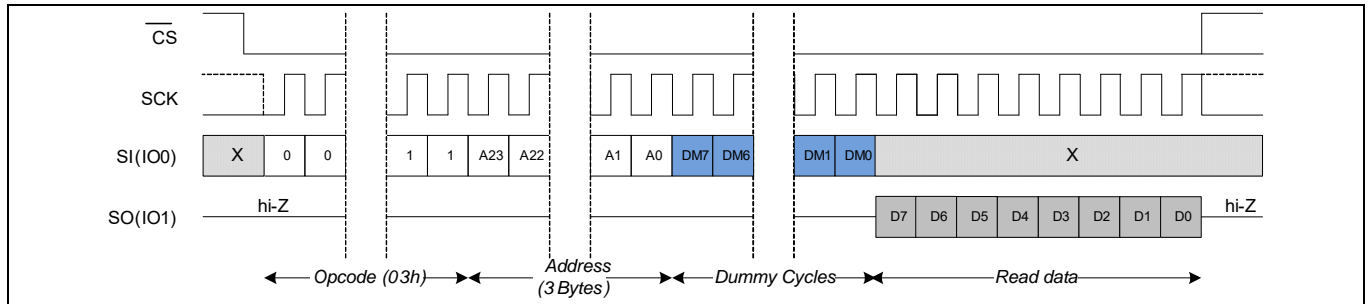 CS
SCK
SI(IO0) X 0 0 1 1 A23 A22 A1 A0 DM7 DM6 DM1 DM0 X
SO(IO1) hi-Z D7 D6 D5 D4 D3 D2 D1 D0 hi-Z
Opcode (03h) Address (3 Bytes) Dummy Cycles Read data